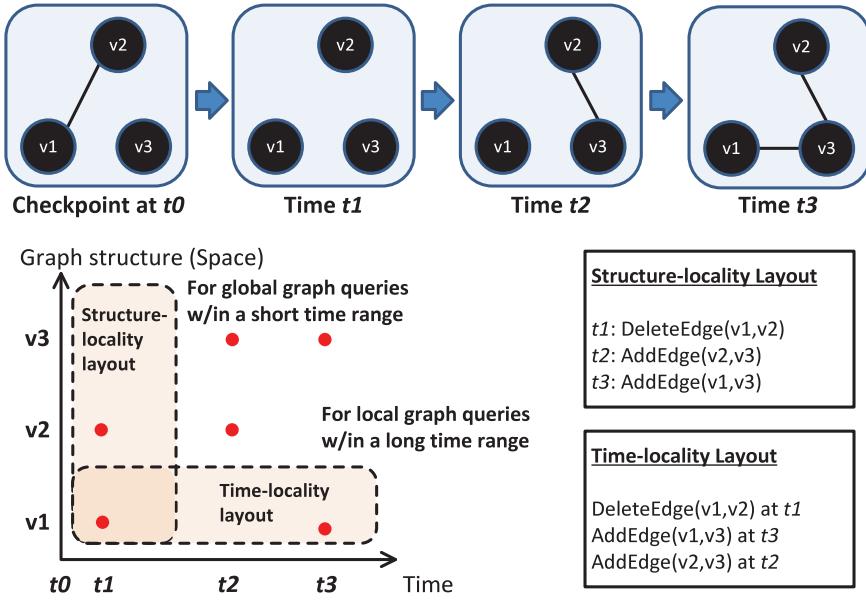 v2
v1
v3
Checkpoint at t0
v2
v1
v3
Time t1
v2
v1
v3
Time t2
v2
v1
v3
Time t3
Graph structure (Space)
For global graph queries
w/in a short time range
Structure-
locality
layout
v3
v2
v1
For local graph queries
w/in a long time range
Time-locality
layout
t0
t1
t2
t3
Time
Structure-locality Layout
t1: DeleteEdge(v1,v2)
t2: AddEdge(v2,v3)
t3: AddEdge(v1,v3)
Time-locality Layout
DeleteEdge(v1,v2) at t1
AddEdge(v1,v3) at t3
AddEdge(v2,v3) at t2